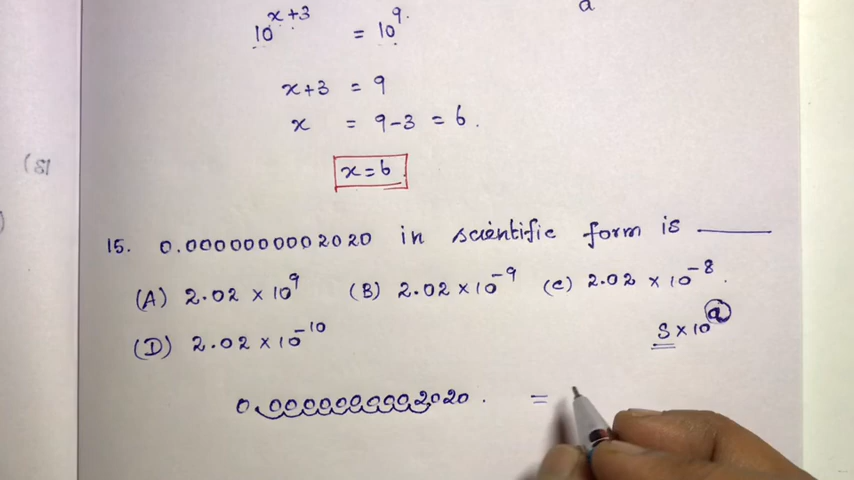 a
10^{x+3} = 10^{9}.
x+3 = 9
x = 9-3 = 6.
(SI
x=6
15. 0.0000000002020 in scientific form is ____
(A) 2.02 × 10^{9} (B) 2.02 × 10^{-9} (C) 2.02 × 10^{-8}.
(D) 2.02 × 10^{-10}
S × 10^{a}
0.0000000002020. =